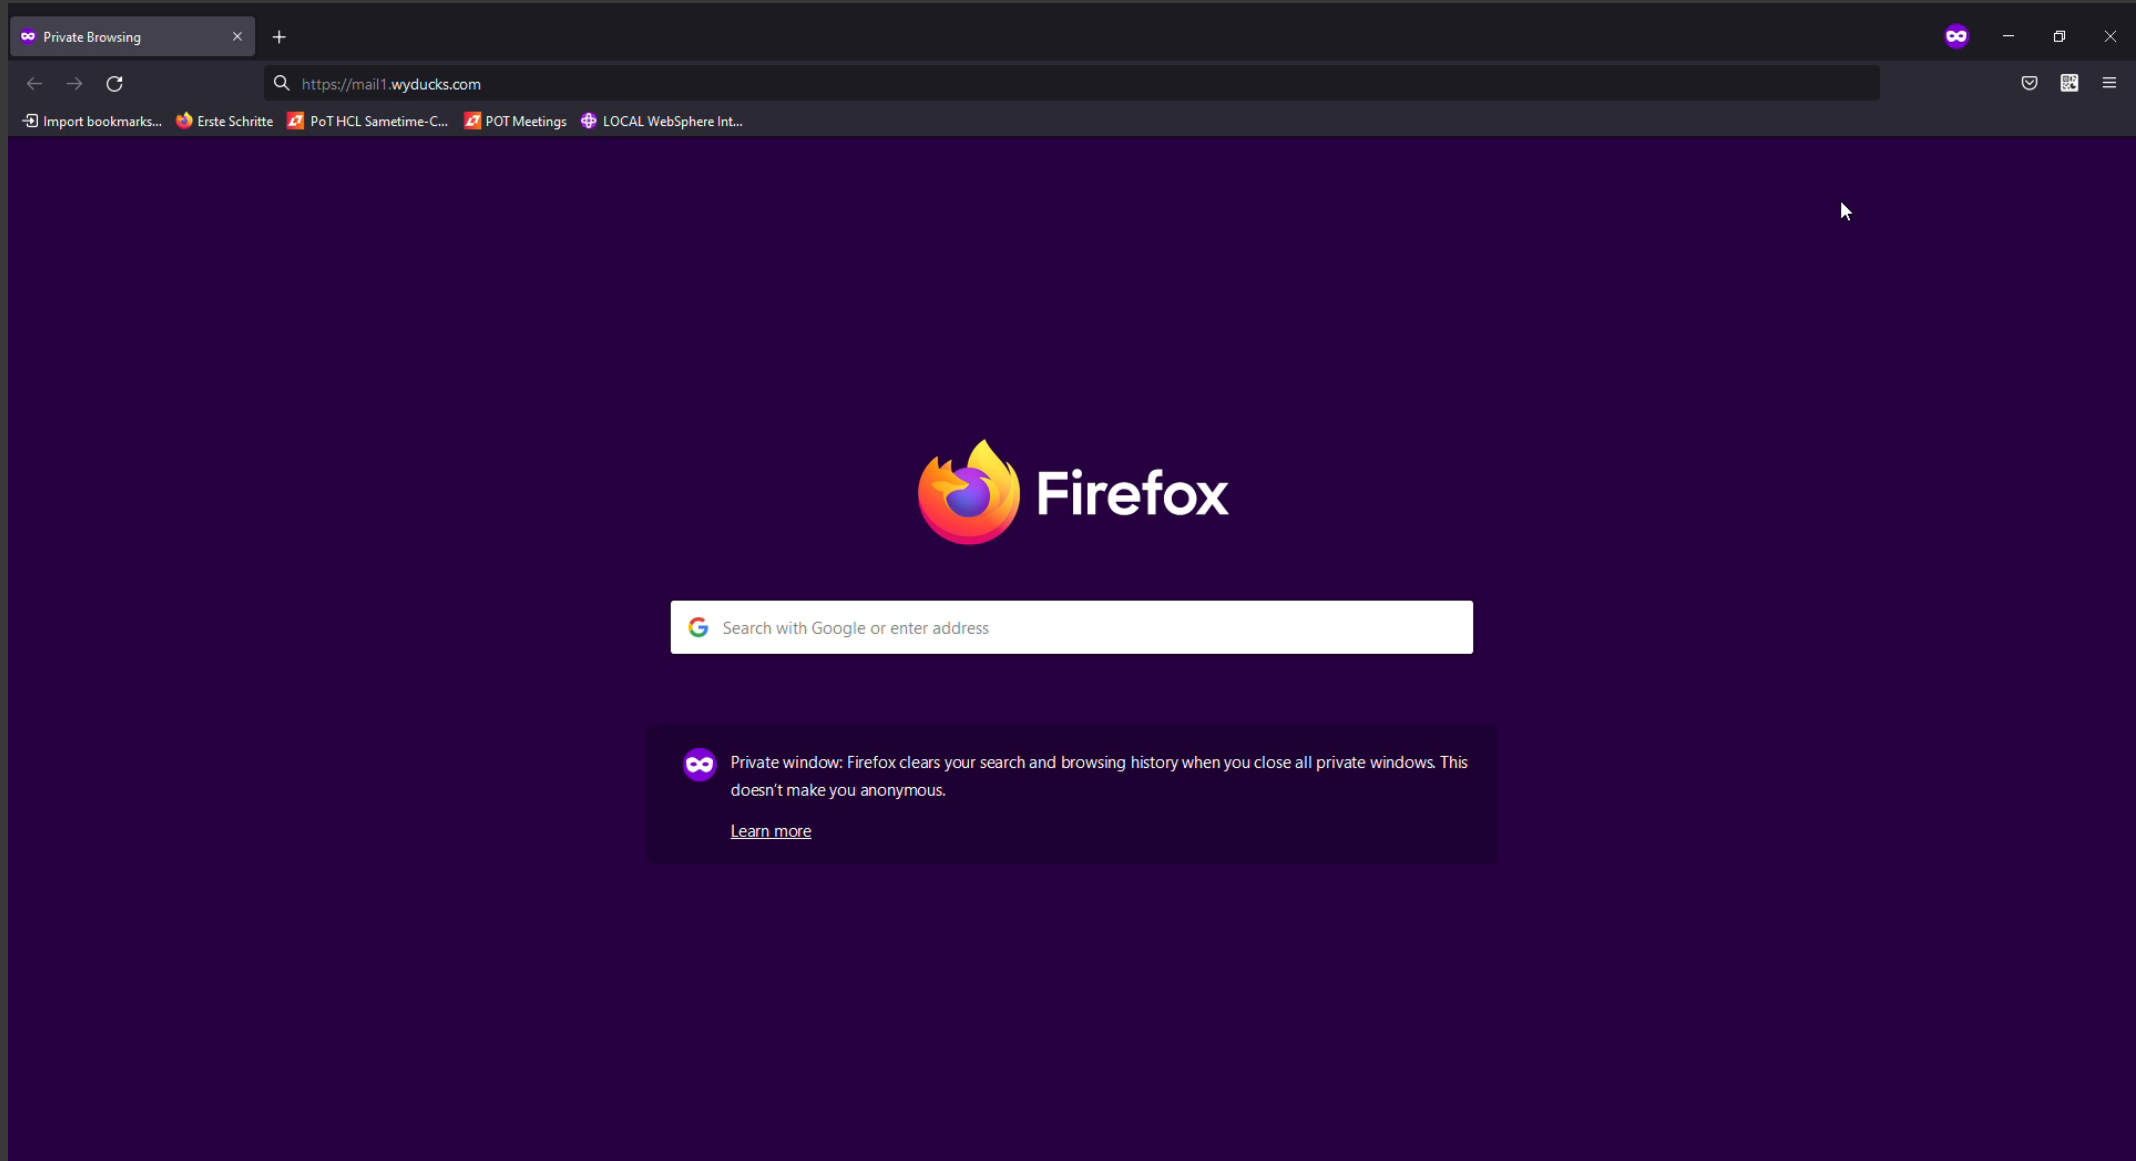 Private Browsing
https://mail1.wyducks.com
Import bookmarks... Erste Schritte PoT HCL Sametime-C... POT Meetings LOCAL WebSphere Int...
Firefox
Search with Google or enter address
Private window: Firefox clears your search and browsing history when you close all private windows. This
doesn't make you anonymous.
Learn more